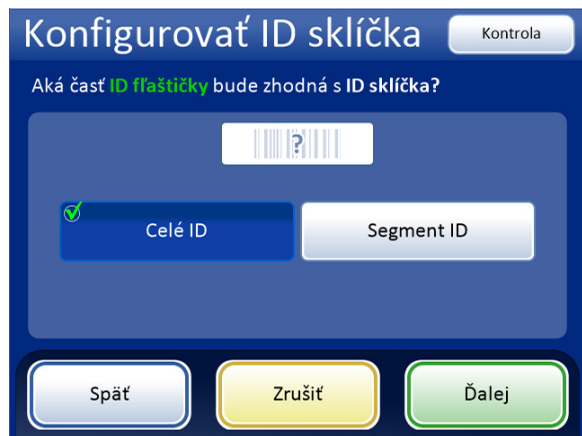 Konfigurovať ID sklíčka
Kontrola
Aká časť ID fľaštičky bude zhodná s ID sklíčka?
?
Celé ID
Segment ID
Späť
Zrušiť
Ďalej